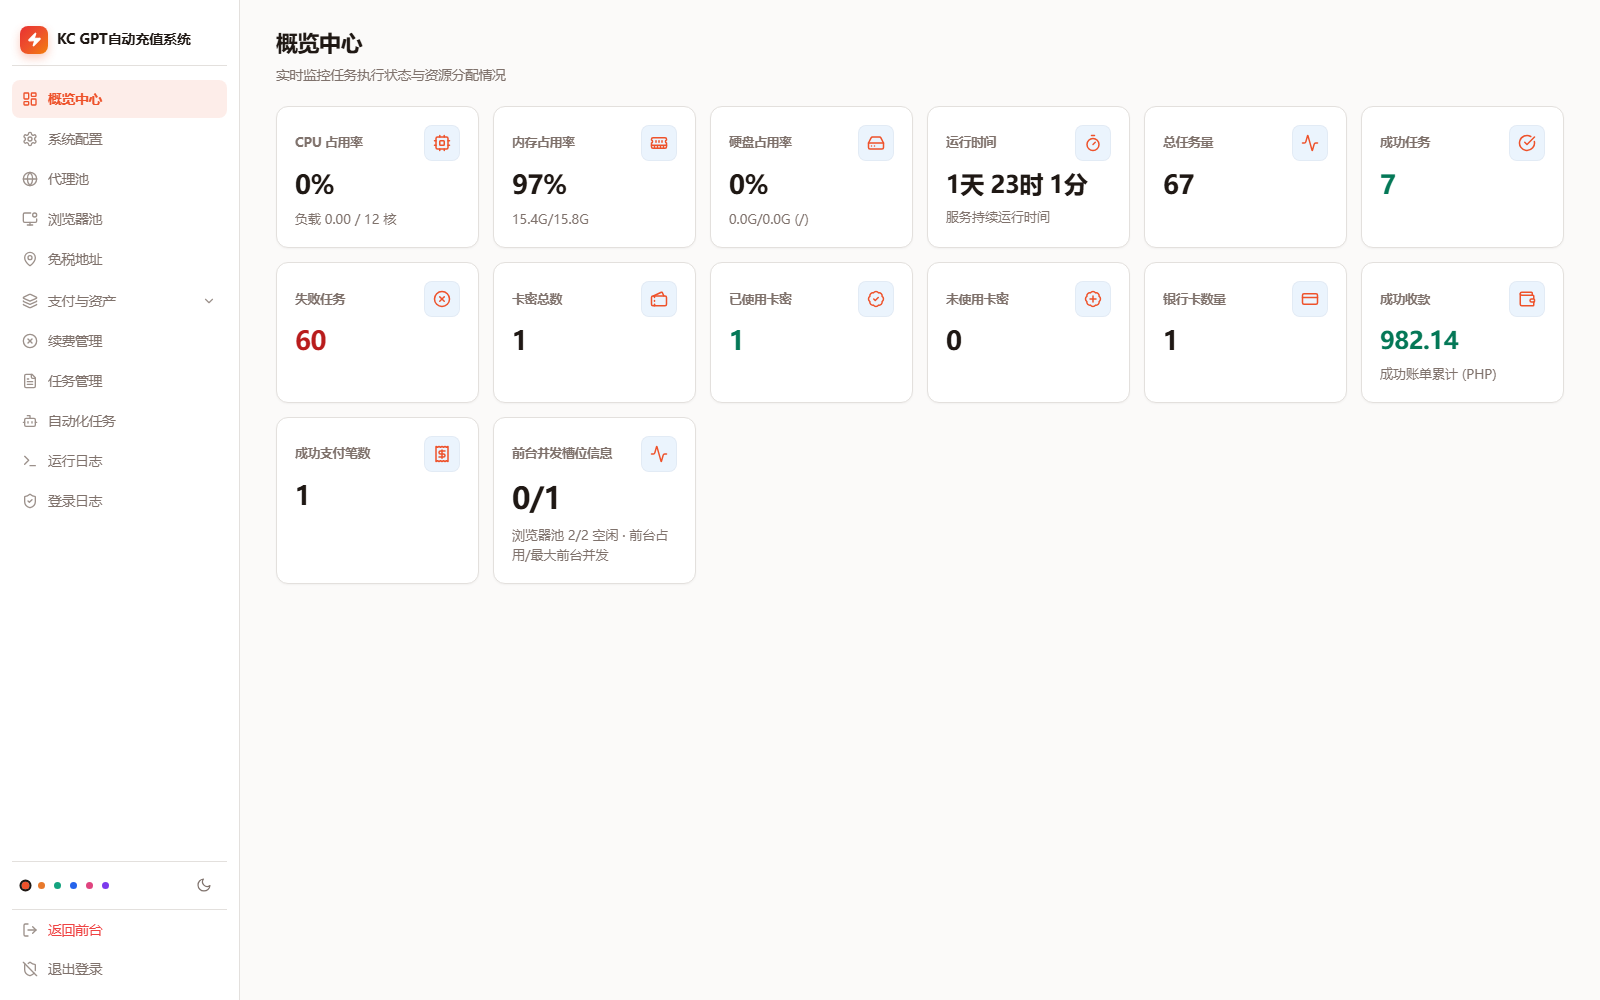 KC GPT自动充值系统
概览中心
系统配置
代理池
浏览器池
免税地址
支付与资产
续费管理
任务管理
自动化任务
运行日志
登录日志
返回前台
退出登录
概览中心
实时监控任务执行状态与资源分配情况
CPU 占用率
0%
负载 0.00 / 12 核
内存占用率
97%
15.4G/15.8G
硬盘占用率
0%
0.0G/0.0G (/)
运行时间
1天 23时 1分
服务持续运行时间
总任务量
67
成功任务
7
失败任务
60
卡密总数
1
已使用卡密
1
未使用卡密
0
银行卡数量
1
成功收款
982.14
成功账单累计 (PHP)
成功支付笔数
1
前台并发槽位信息
0/1
浏览器池 2/2 空闲 · 前台占
用/最大前台并发